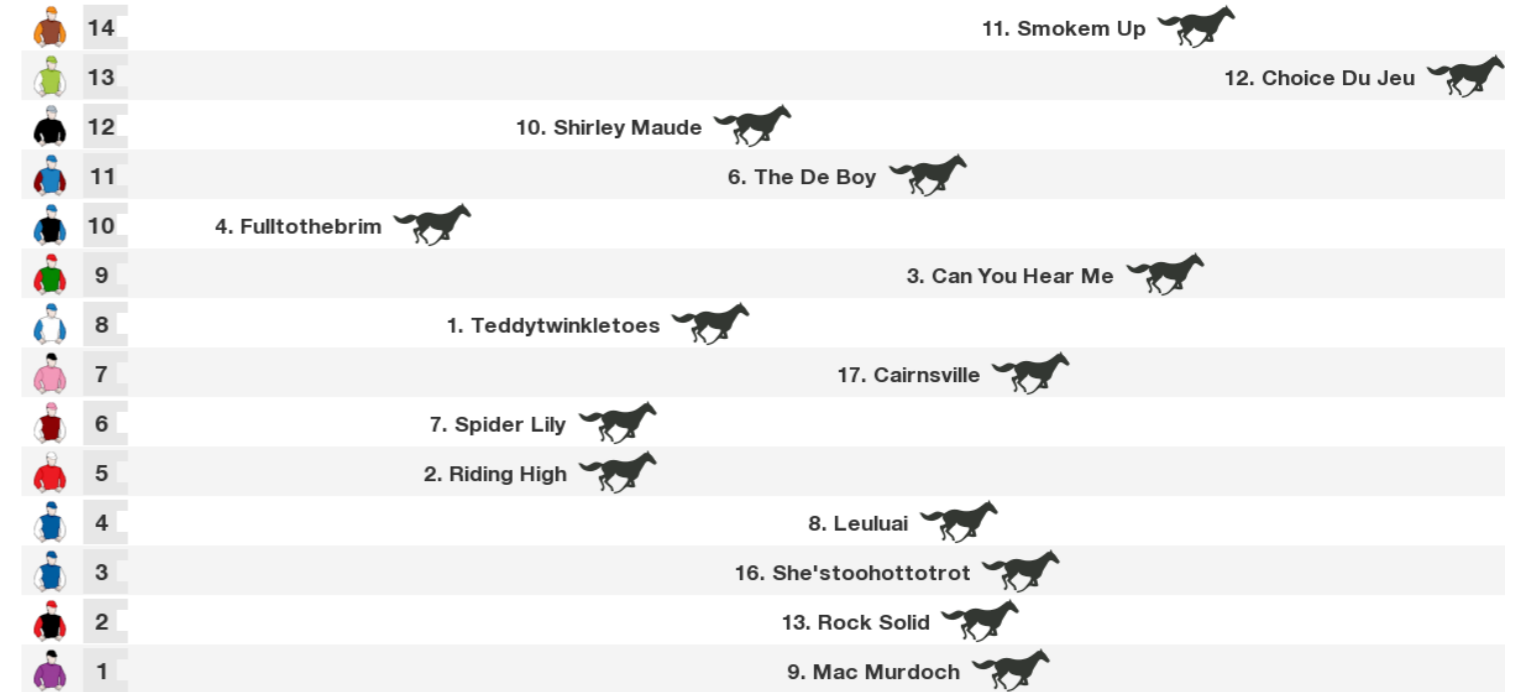 14 11. Smokem Up
13 12. Choice Du Jeu
12 10. Shirley Maude
11 6. The De Boy
10 4. Fulltothebrim
9 3. Can You Hear Me
8 1. Teddytwinkletoes
7 17. Cairnsville
6 7. Spider Lily
5 2. Riding High
4 8. Leuluai
3 16. She'stoohottotrot
2 13. Rock Solid
1 9. Mac Murdoch